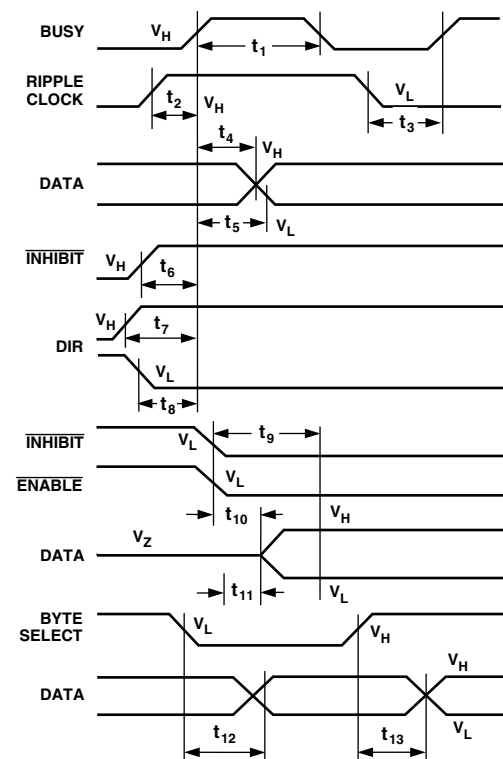 BUSY
V_H
t_1
RIPPLE
CLOCK
t_2
V_H
V_L
t_3
t_4
V_H
DATA
t_5
V_L
INHIBIT
V_H
t_6
V_H
t_7
DIR
V_L
t_8
INHIBIT
V_L
t_9
ENABLE
V_L
t_10
V_H
DATA
V_Z
t_11
V_L
BYTE
SELECT
V_L
V_H
DATA
V_H
V_L
t_12
t_13